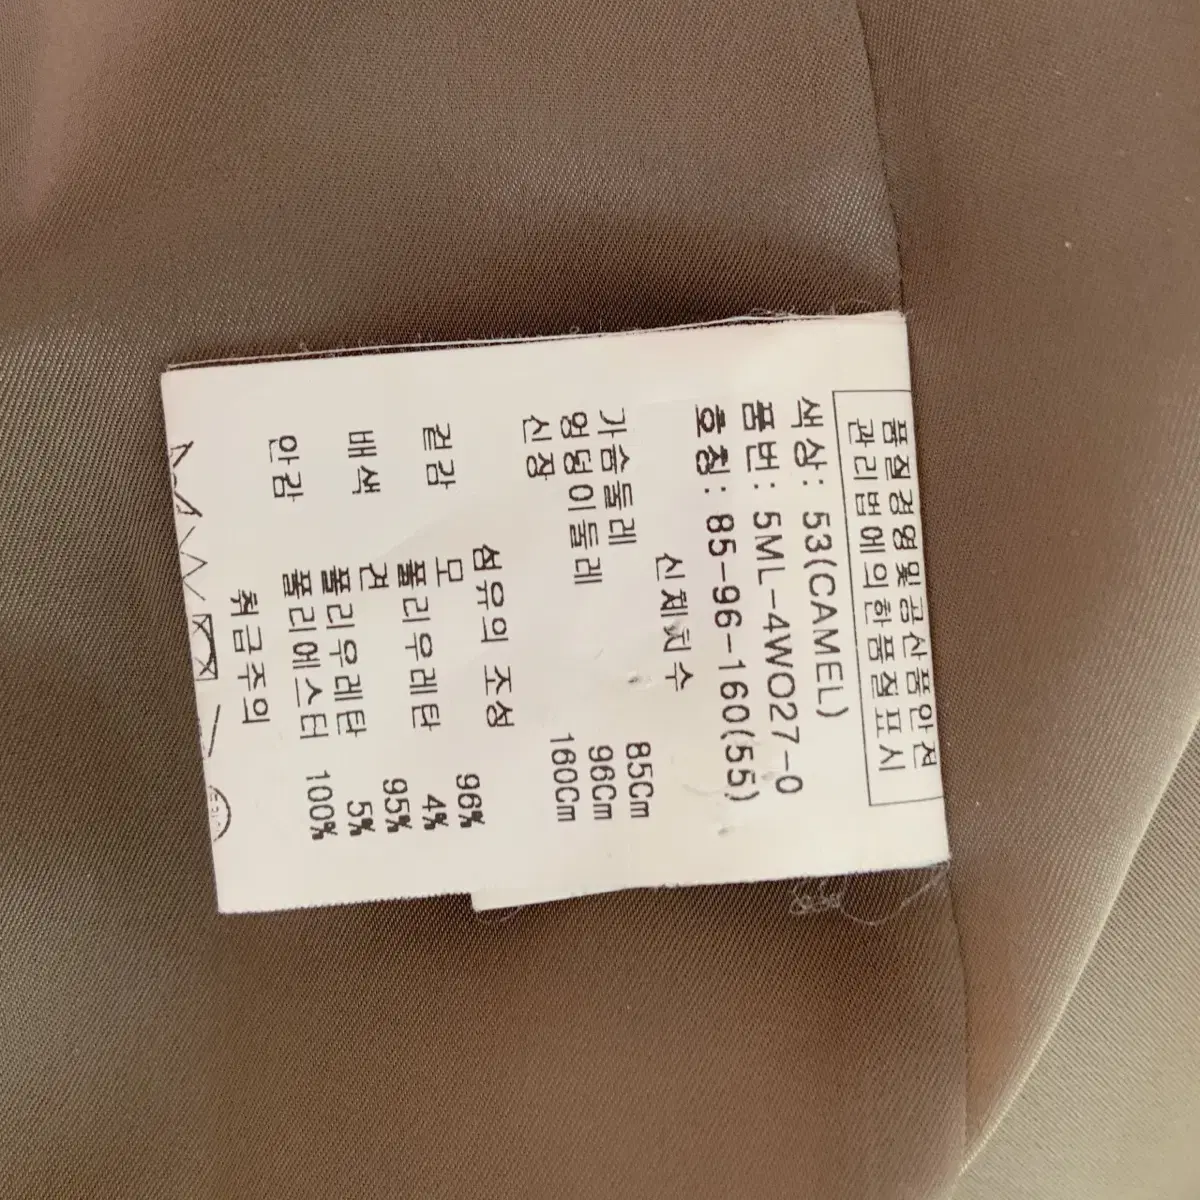 품질경영및공산품안전
관리법에의한품질표시
색상: 53(CAMEL)
품번: 5ML-4WO27-0
호칭: 85-96-160(55)
신체치수
가슴둘레 85Cm
엉덩이둘레 96Cm
신장 160Cm
섬유의 조성
겉감 모 96%
폴리우레탄 4%
배색 견 95%
폴리우레탄 5%
안감 폴리에스터 100%
취급주의